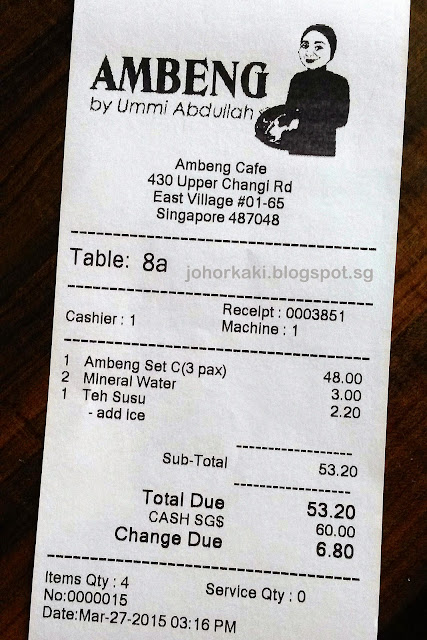 AMBENG
by Ummi Abdullah
Ambeng Cafe
430 Upper Changi Rd
East Village #01-65
Singapore 487048
Table: 8a
johorkaki.blogspot.sg
Receipt : 0003851
Cashier : 1
Machine : 1
1 Ambeng Set C(3 pax) 48.00
2 Mineral Water 3.00
1 Teh Susu 2.20
- add ice
Sub-Total 53.20
Total Due 53.20
CASH SG$ 60.00
Change Due 6.80
Items Qty : 4 Service Qty : 0
No:0000015
Date:Mar-27-2015 03:16 PM